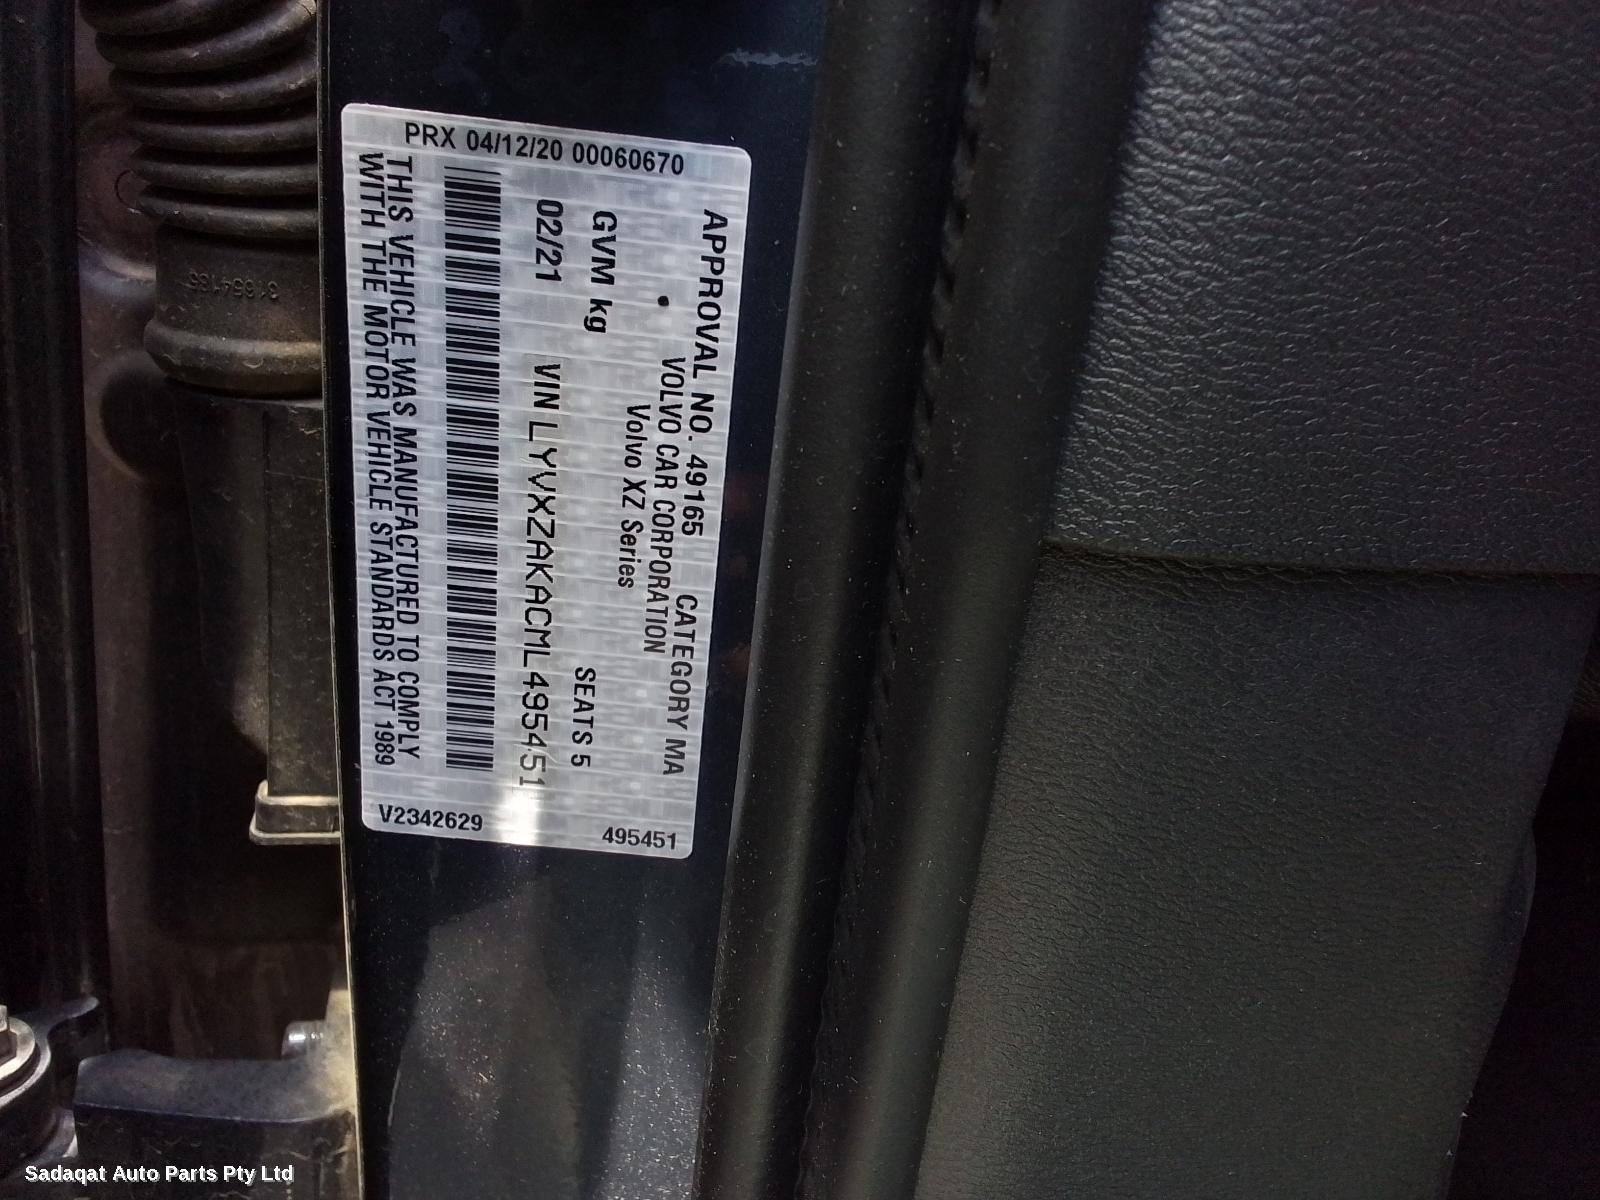 PRX 04/12/20 00060670
APPROVAL NO. 49165 CATEGORY MA
VOLVO CAR CORPORATION
Volvo XZ Series
GVM kg SEATS 5
02/21 VIN LYVXZAKACML495451
THIS VEHICLE WAS MANUFACTURED TO COMPLY
WITH THE MOTOR VEHICLE STANDARDS ACT 1989
V2342629 495451
31654165
Sadaqat Auto Parts Pty Ltd